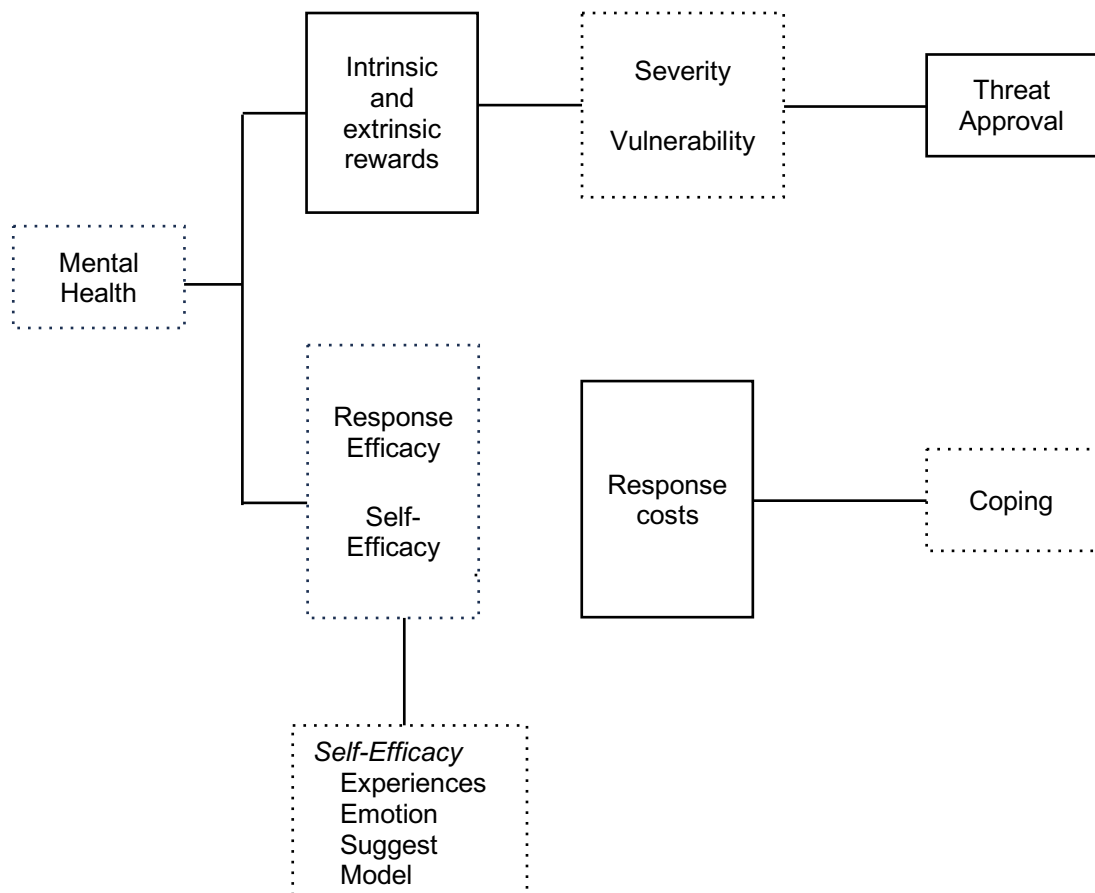 Intrinsic
and
extrinsic
rewards
Severity
Vulnerability
Threat
Approval
Mental
Health
Response
Efficacy
Self-
Efficacy
Response
costs
Coping
Self-Efficacy
Experiences
Emotion
Suggest
Model